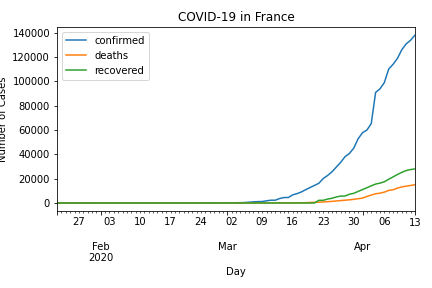 COVID-19 in France
confirmed
deaths
recovered
140000
120000
100000
80000
60000
40000
20000
0
Number of Cases
27 03 10 17 24 02 09 16 23 30 06 13
Feb Mar Apr
2020
Day